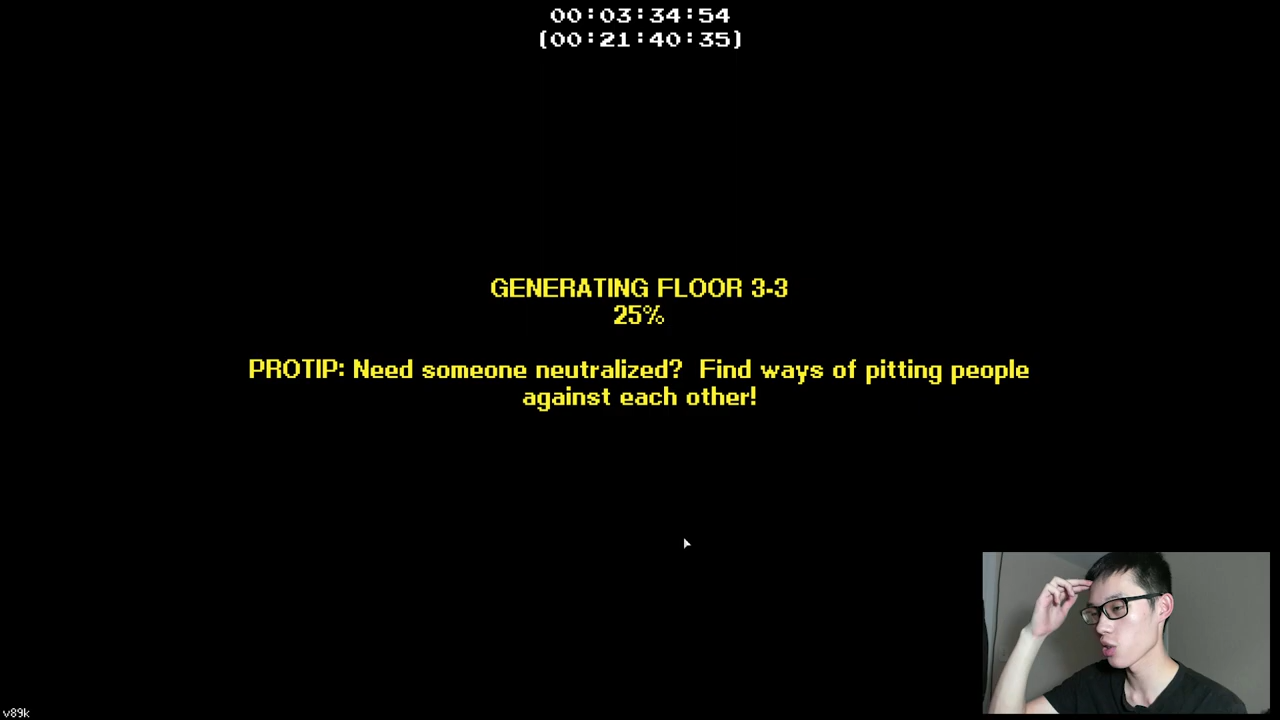 00:03:34:54
(00:21:40:35)
GENERATING FLOOR 3-3
25%
PROTIP: Need someone neutralized?  Find ways of pitting people
against each other!
v89k